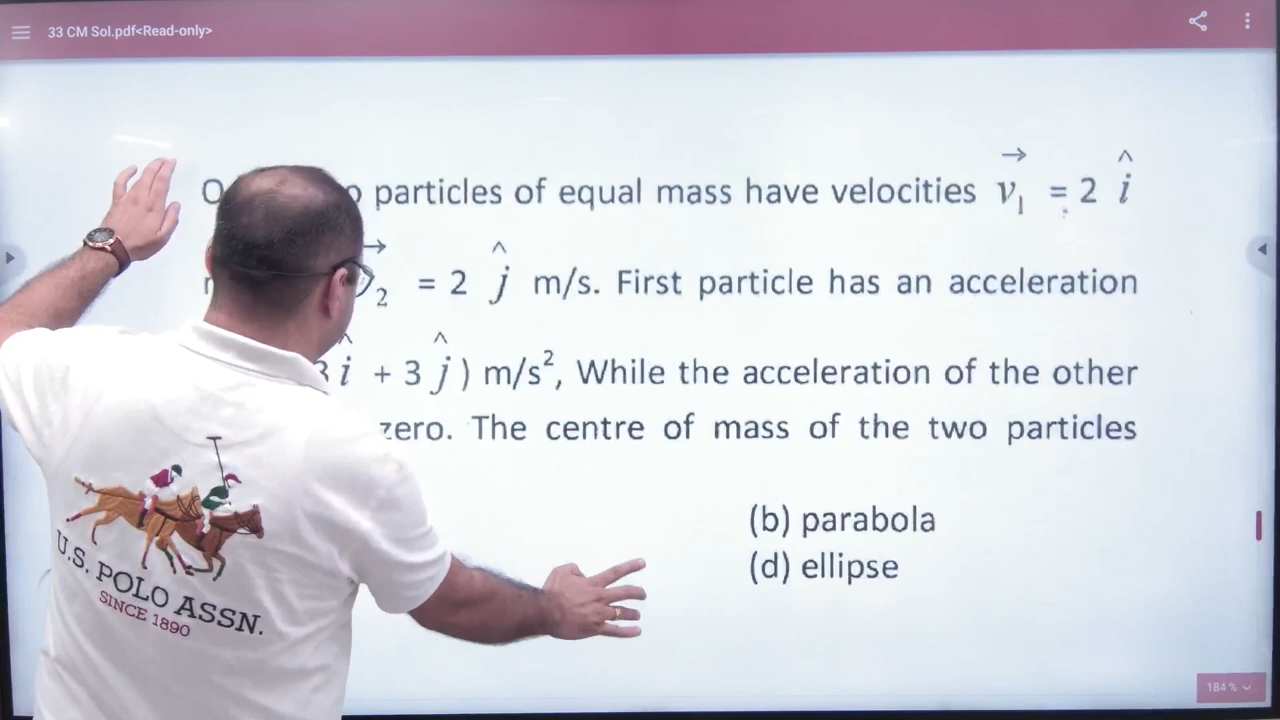 33 CM Sol.pdf<Read-only>
particles of equal mass have velocities v₁ = 2 î
₂ = 2 ĵ m/s. First particle has an acceleration
î + 3 ĵ ) m/s², While the acceleration of the other
zero. The centre of mass of the two particles
(b) parabola
(d) ellipse
U.S. POLO ASSN.
SINCE 1890
184%